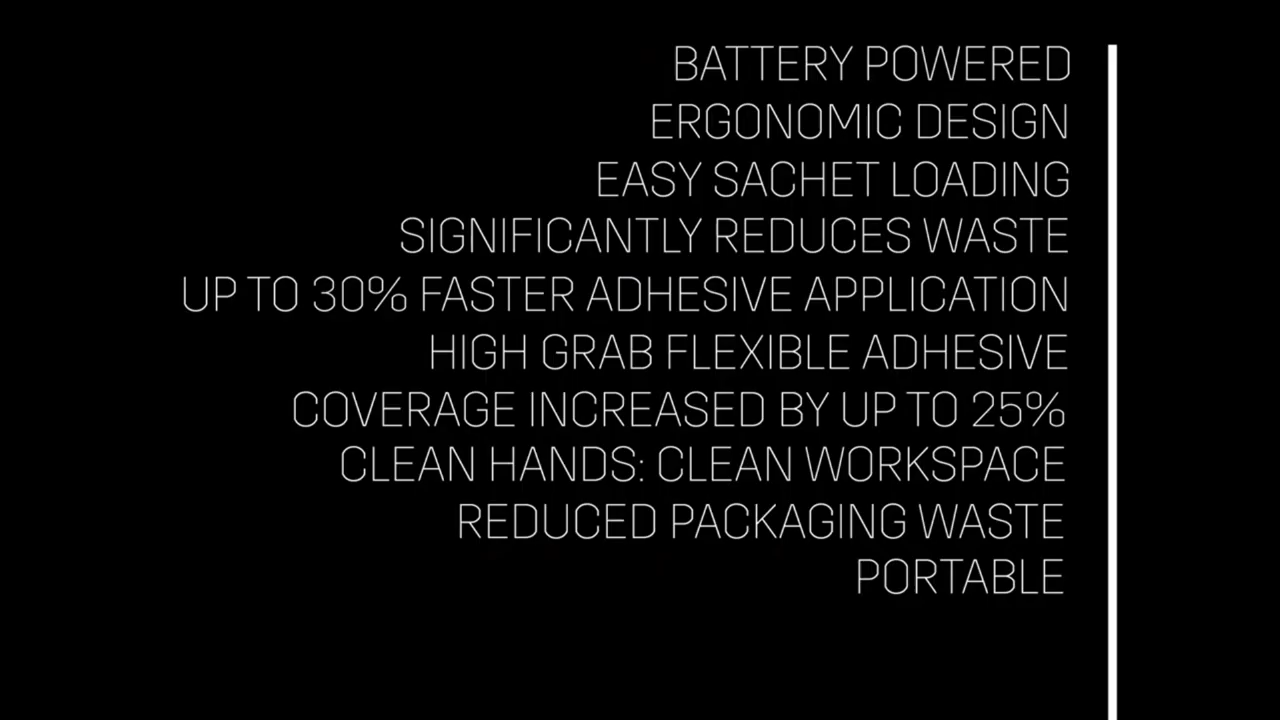 BATTERY POWERED
ERGONOMIC DESIGN
EASY SACHET LOADING
SIGNIFICANTLY REDUCES WASTE
UP TO 30% FASTER ADHESIVE APPLICATION
HIGH GRAB FLEXIBLE ADHESIVE
COVERAGE INCREASED BY UP TO 25%
CLEAN HANDS: CLEAN WORKSPACE
REDUCED PACKAGING WASTE
PORTABLE